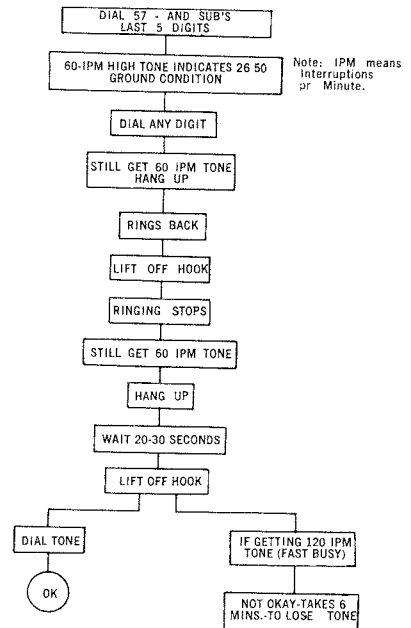 DIAL 57 - AND SUB'S
LAST 5 DIGITS
60-IPM HIGH TONE INDICATES 26 50
GROUND CONDITION
Note: IPM means
Interruptions
pr Minute.
DIAL ANY DIGIT
STILL GET 60 IPM TONE
HANG UP
RINGS BACK
LIFT OFF HOOK
RINGING STOPS
STILL GET 60 IPM TONE
HANG UP
WAIT 20-30 SECONDS
LIFT OFF HOOK
DIAL TONE
OK
IF GETTING 120 IPM
TONE (FAST BUSY)
NOT OKAY-TAKES 6
MINS.-TO LOSE TONE